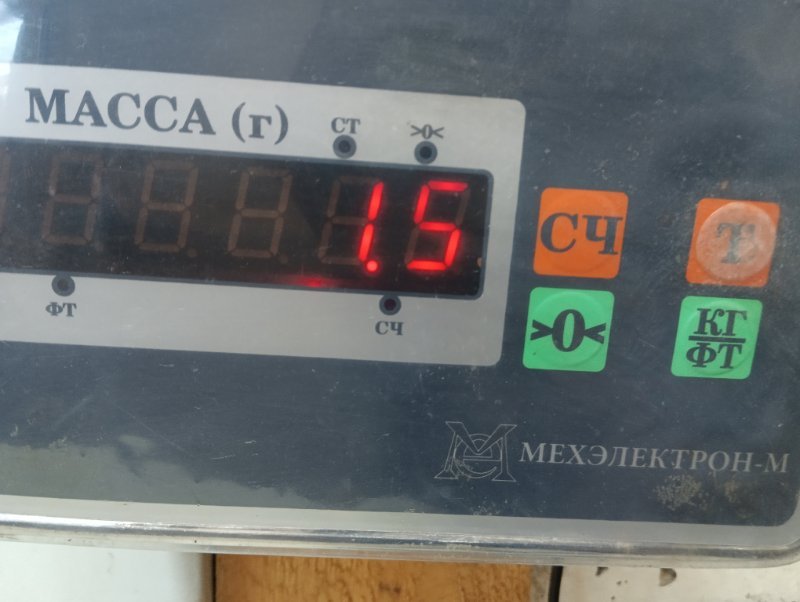 МАССА (г)
СТ
>0<
1.5
ФТ
СЧ
СЧ
Т
>0<
КГ
ФТ
МЕХЭЛЕКТРОН-М